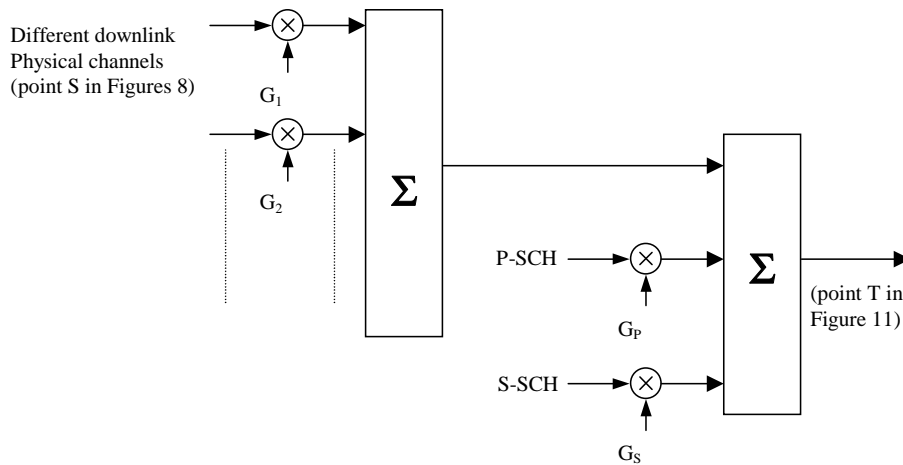 Different downlink
Physical channels
(point S in Figures 8)
G1
G2
Σ
P-SCH
GP
Σ
(point T in
Figure 11)
S-SCH
GS